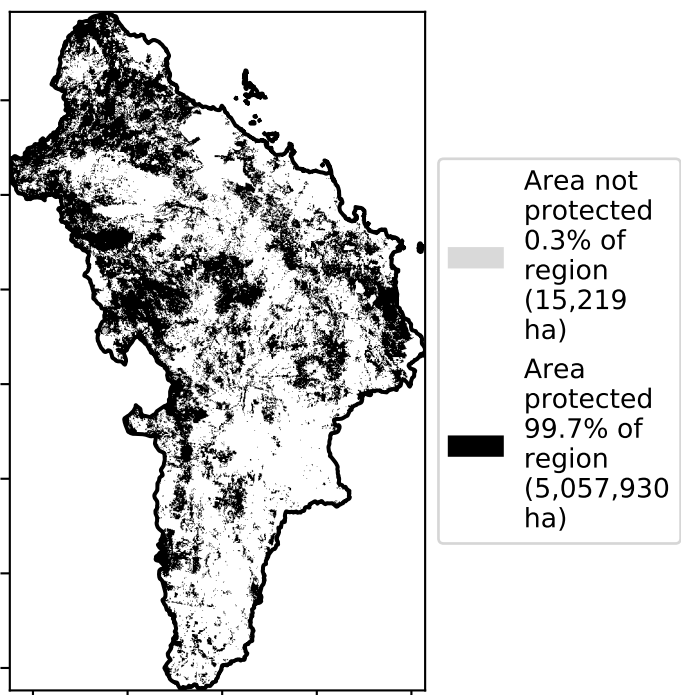 Area not
protected
0.3% of
region
(15,219
ha)
Area
protected
99.7% of
region
(5,057,930
ha)